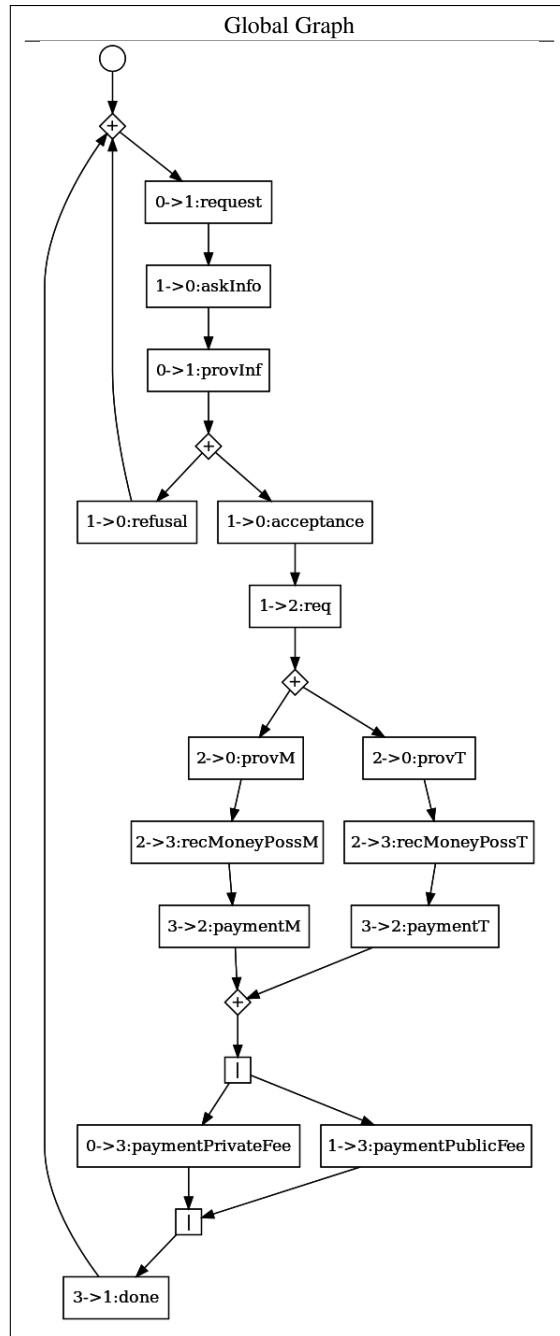 Global Graph
+
0->1:request
1->0:askInfo
0->1:provInf
+
1->0:refusal 1->0:acceptance
1->2:req
+
2->0:provM 2->0:provT
2->3:recMoneyPossM 2->3:recMoneyPossT
3->2:paymentM 3->2:paymentT
+
|
0->3:paymentPrivateFee 1->3:paymentPublicFee
|
3->1:done